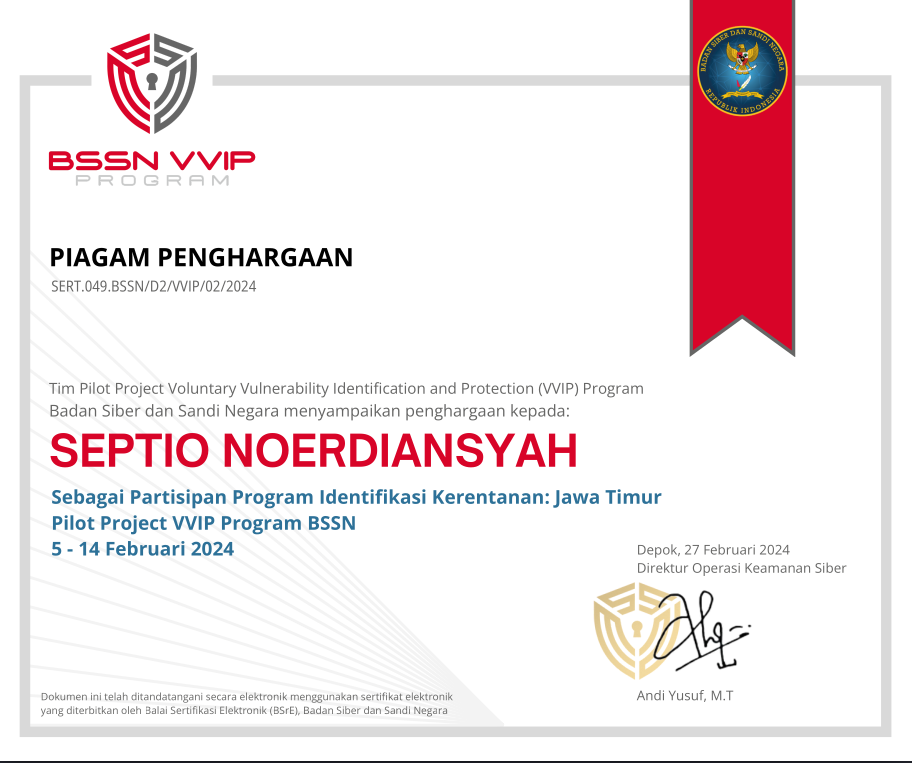 BSSN VVIP
PROGRAM
BADAN SIBER DAN SANDI NEGARA
REPUBLIK INDONESIA
PIAGAM PENGHARGAAN
SERT.049.BSSN/D2/VVIP/02/2024
Tim Pilot Project Voluntary Vulnerability Identification and Protection (VVIP) Program
Badan Siber dan Sandi Negara menyampaikan penghargaan kepada:
SEPTIO NOERDIANSYAH
Sebagai Partisipan Program Identifikasi Kerentanan: Jawa Timur
Pilot Project VVIP Program BSSN
5 - 14 Februari 2024
Depok, 27 Februari 2024
Direktur Operasi Keamanan Siber
Andi Yusuf, M.T
Dokumen ini telah ditandatangani secara elektronik menggunakan sertifikat elektronik
yang diterbitkan oleh Balai Sertifikasi Elektronik (BSrE), Badan Siber dan Sandi Negara